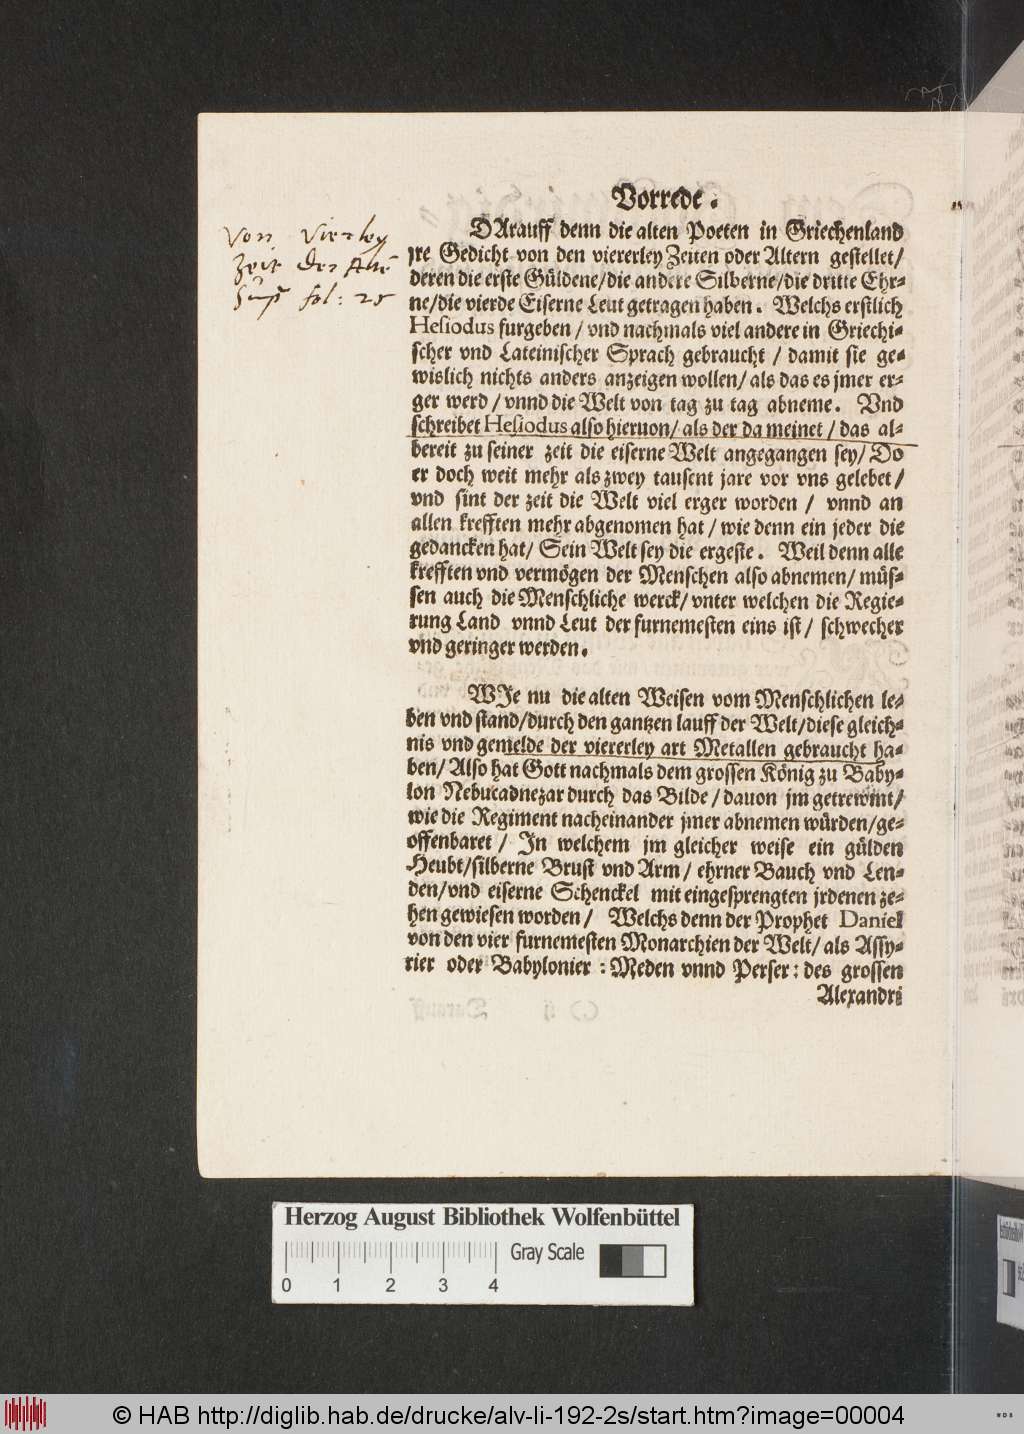 Vorrede.
Von Vierley
Zeit der Alte
fol: 25
DArauff denn die alten Poeten in Griechenland
jre Gedicht von den viererley Zeiten oder Altern gestellet/
deren die erste Güldene/die andere Silberne/die dritte Ehr-
ne/die vierde Eiserne Leut getragen haben. Welchs erstlich
Hesiodus furgeben / vnd nachmals viel andere in Griechi-
scher vnd Lateinischer Sprach gebraucht / damit sie ge-
wislich nichts anders anzeigen wollen/ als das es jmer er-
ger werd / vnnd die Welt von tag zu tag abneme. Vnd
schreibet Hesiodus also hieruon/ als der da meinet / das al-
bereit zu seiner zeit die eiserne Welt angegangen sey/ Do
er doch weit mehr als zwey tausent jare vor vns gelebet/
vnd sint der zeit die Welt viel erger worden / vnnd an
allen krefften mehr abgenomen hat / wie denn ein jeder die
gedancken hat/ Sein Welt sey die ergeste. Weil denn alle
krefften vnd vermögen der Menschen also abnemen/ müs-
sen auch die Menschliche werck/ vnter welchen die Regie-
rung Land vnnd Leut der furnemesten eins ist/ schwecher
vnd geringer werden.
WJe nu die alten Weisen vom Menschlichen le-
ben vnd stand/durch den gantzen lauff der Welt/diese gleich-
nis vnd gemelde der viererley art Metallen gebraucht ha-
ben/ Also hat Gott nachmals dem grossen König zu Baby-
lon Nebucadnezar durch das Bilde / dauon jm getrewmt/
wie die Regiment nacheinander jmer abnemen würden/ge-
offenbaret / Jn welchem jm gleicher weise ein gülden
Heubt/silberne Brust vnd Arm/ ehrner Bauch vnd Len-
den/vnd eiserne Schenckel mit eingesprengten jrdenen ze-
hen gewiesen worden/ Welchs denn der Prophet Daniel
von den vier furnemesten Monarchien der Welt/ als Assy-
rier oder Babylonier : Meden vnnd Perser: des grossen
Alexandri
Herzog August Bibliothek Wolfenbüttel
Gray Scale
0 1 2 3 4
© HAB http://diglib.hab.de/drucke/alv-li-192-2s/start.htm?image=00004